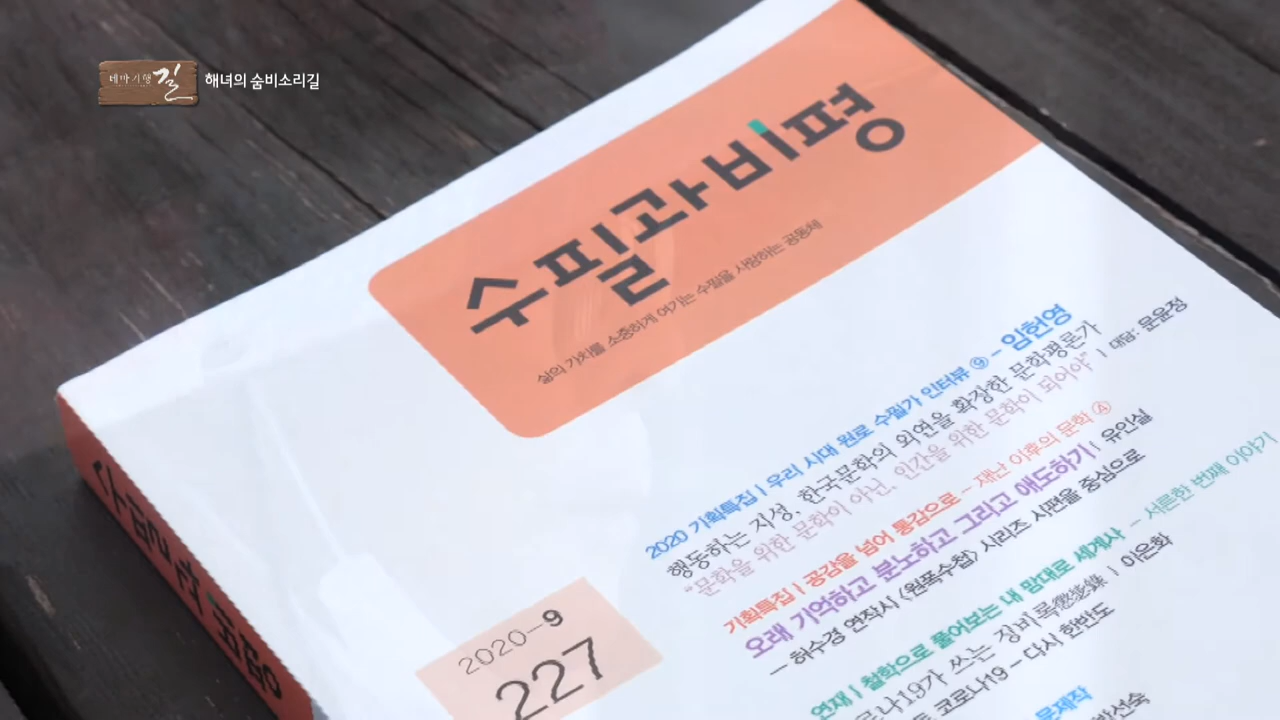 테마기행 길
해녀의 숨비소리길
수필과비평
삶의 가치를 소중하게 여기는 수필을 사랑하는 공동체
2020 기획특집 | 우리 시대 원로 수필가 인터뷰 ⑨ – 임헌영
행동하는 지성, 한국문학의 외연을 확장한 문학평론가
“문학을 위한 문학이 아닌, 인간을 위한 문학이 되어야” | 대담: 문윤정
기획특집 | 공감을 넘어 통감으로 – 재난 이후의 문학 Ⓐ
오래 기억하고 분노하고 그리고 애도하기 | 유인실
– 허수경 연작시 〈원폭수첩〉 시리즈 시편을 중심으로
연재 | 철학으로 풀어보는 내 맘대로 세계사 – 서른한 번째 이야기
19가 쓰는 징비록懲毖錄 | 이은화
코로나19 – 다시 한반도
문제작
2020–9
227
수필과 비평